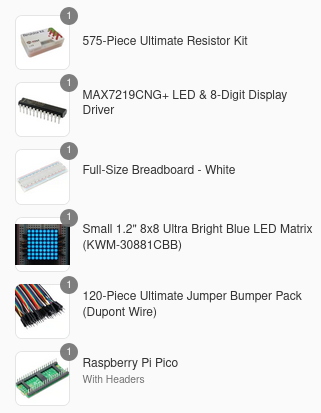 1
575-Piece Ultimate Resistor Kit
1
MAX7219CNG+ LED & 8-Digit Display
Driver
1
Full-Size Breadboard - White
1
Small 1.2" 8x8 Ultra Bright Blue LED Matrix
(KWM-30881CBB)
1
120-Piece Ultimate Jumper Bumper Pack
(Dupont Wire)
1
Raspberry Pi Pico
With Headers